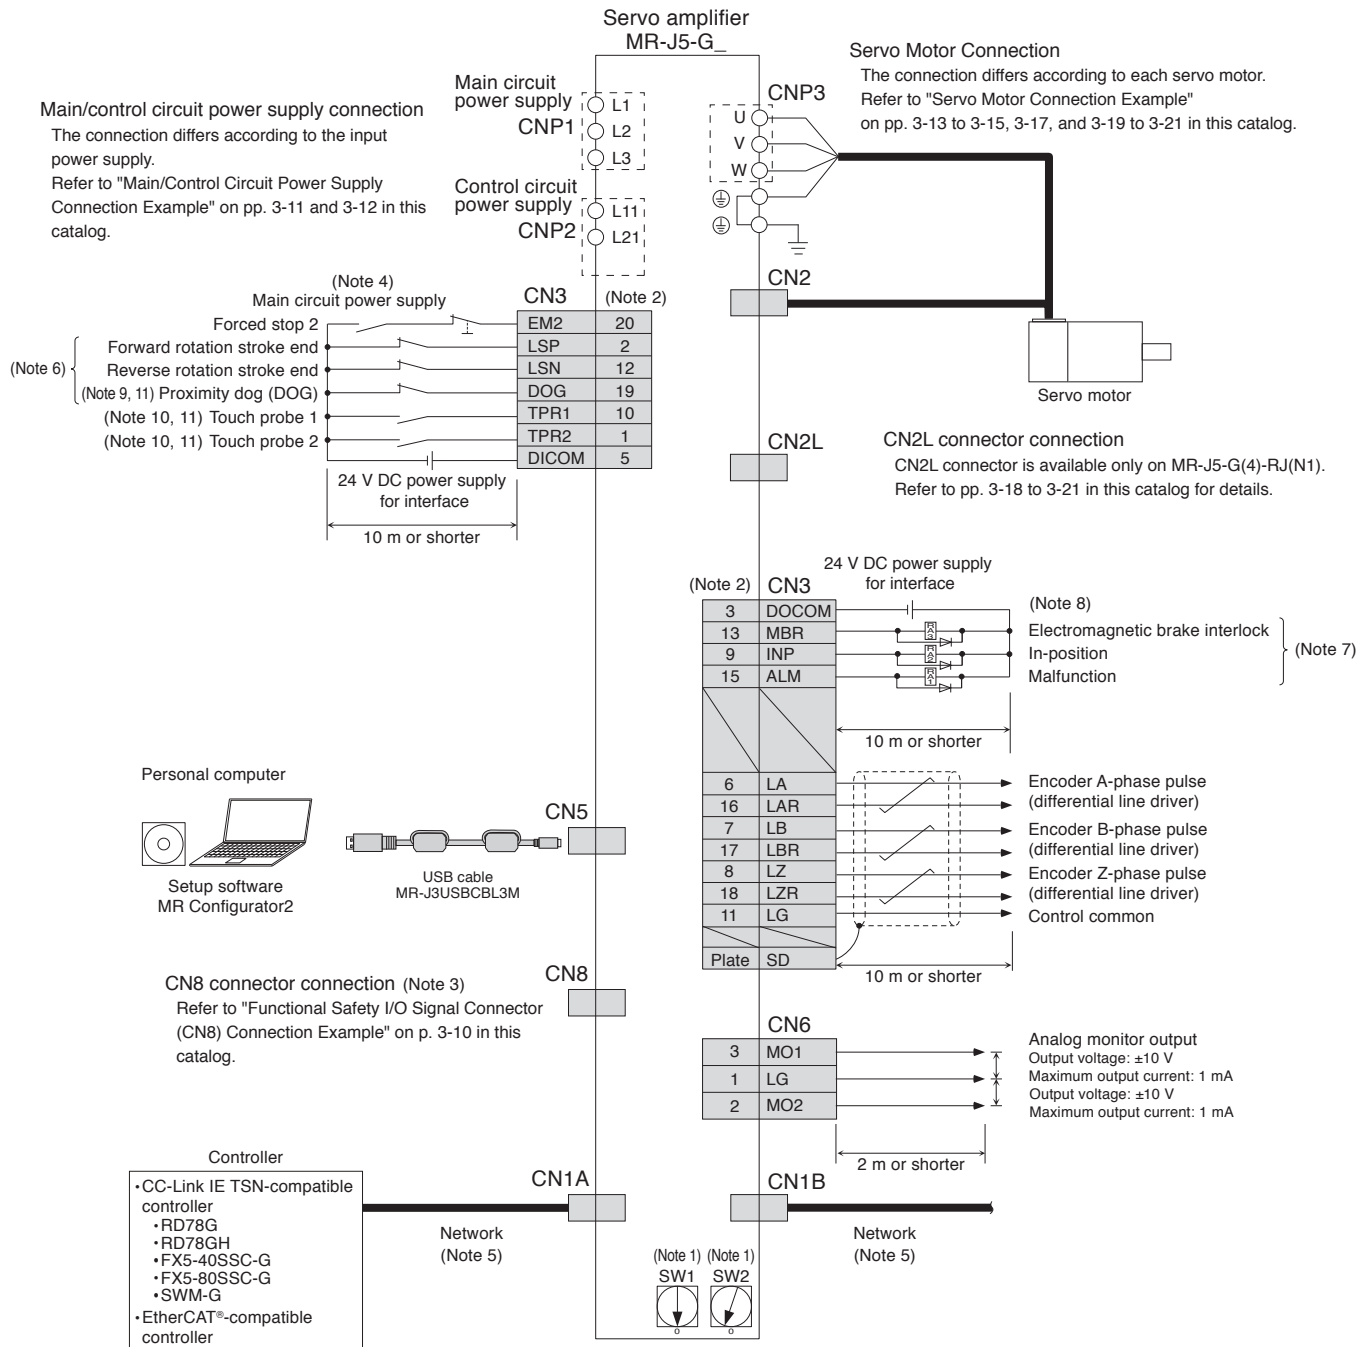 Servo amplifier
MR-J5-G_
Main/control circuit power supply connection
The connection differs according to the input
power supply.
Refer to "Main/Control Circuit Power Supply
Connection Example" on pp. 3-11 and 3-12 in this
catalog.
Main circuit
power supply
CNP1
L1
L2
L3
Control circuit
power supply
CNP2
L11
L21
CNP3
U
V
W
Servo Motor Connection
The connection differs according to each servo motor.
Refer to "Servo Motor Connection Example"
on pp. 3-13 to 3-15, 3-17, and 3-19 to 3-21 in this catalog.
CN2
Servo motor
(Note 4)
Main circuit power supply
CN3 (Note 2)
Forced stop 2 EM2 20
(Note 6)
Forward rotation stroke end LSP 2
Reverse rotation stroke end LSN 12
(Note 9, 11) Proximity dog (DOG) DOG 19
(Note 10, 11) Touch probe 1 TPR1 10
(Note 10, 11) Touch probe 2 TPR2 1
DICOM 5
24 V DC power supply
for interface
10 m or shorter
CN2L
CN2L connector connection
CN2L connector is available only on MR-J5-G(4)-RJ(N1).
Refer to pp. 3-18 to 3-21 in this catalog for details.
24 V DC power supply
for interface
(Note 2) CN3
3 DOCOM (Note 8)
13 MBR RA3 Electromagnetic brake interlock
9 INP RA2 In-position
15 ALM RA1 Malfunction
(Note 7)
10 m or shorter
6 LA Encoder A-phase pulse
16 LAR (differential line driver)
7 LB Encoder B-phase pulse
17 LBR (differential line driver)
8 LZ Encoder Z-phase pulse
18 LZR (differential line driver)
11 LG Control common
Plate SD
10 m or shorter
Personal computer
Setup software
MR Configurator2
USB cable
MR-J3USBCBL3M
CN5
CN8 connector connection (Note 3)
Refer to "Functional Safety I/O Signal Connector
(CN8) Connection Example" on p. 3-10 in this
catalog.
CN8
CN6
3 MO1
1 LG
2 MO2
Analog monitor output
Output voltage: ±10 V
Maximum output current: 1 mA
Output voltage: ±10 V
Maximum output current: 1 mA
2 m or shorter
Controller
•CC-Link IE TSN-compatible
controller
•RD78G
•RD78GH
•FX5-40SSC-G
•FX5-80SSC-G
•SWM-G
•EtherCAT®-compatible
controller
CN1A
Network
(Note 5)
CN1B
Network
(Note 5)
(Note 1) (Note 1)
SW1 SW2
0 0